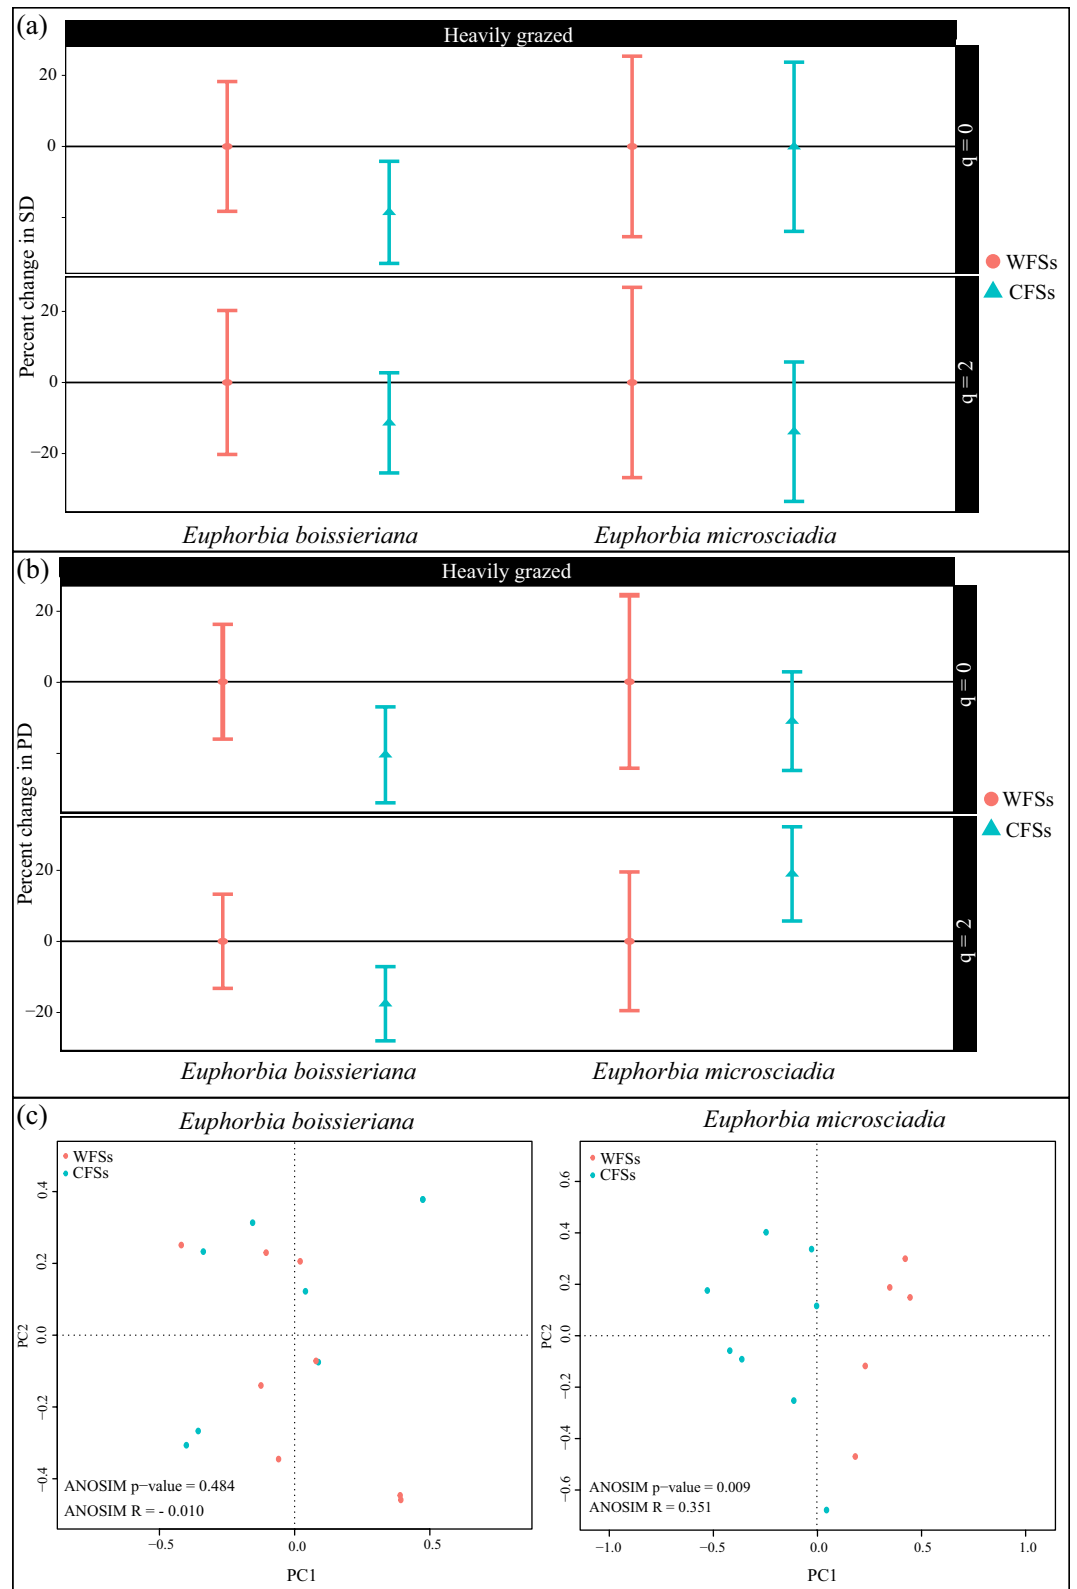 (a)
Heavily grazed
20
0
q = 0
Percent change in SD
20
0
−20
q = 2
WFSs
CFSs
Euphorbia boissieriana
Euphorbia microsciadia
(b)
Heavily grazed
20
0
q = 0
Percent change in PD
20
0
−20
q = 2
WFSs
CFSs
Euphorbia boissieriana
Euphorbia microsciadia
(c)
Euphorbia boissieriana
WFSs
CFSs
0.4
0.2
0.0
−0.2
−0.4
PC2
ANOSIM p−value = 0.484
ANOSIM R = - 0.010
−0.5
0.0
0.5
PC1
Euphorbia microsciadia
WFSs
CFSs
0.6
0.4
0.2
0.0
−0.2
−0.4
−0.6
PC2
ANOSIM p−value = 0.009
ANOSIM R = 0.351
−1.0
−0.5
0.0
0.5
1.0
PC1